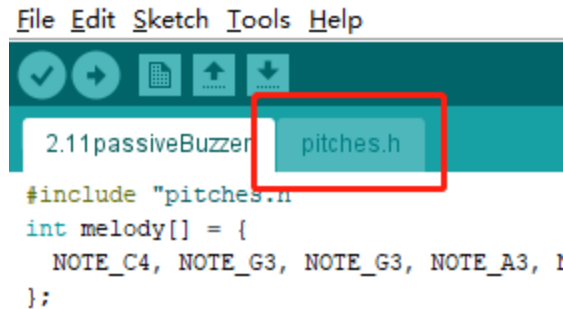 File Edit Sketch Tools Help
2.11passiveBuzzer pitches.h
#include "pitches.h
int melody[] = {
NOTE_C4, NOTE_G3, NOTE_G3, NOTE_A3,
};